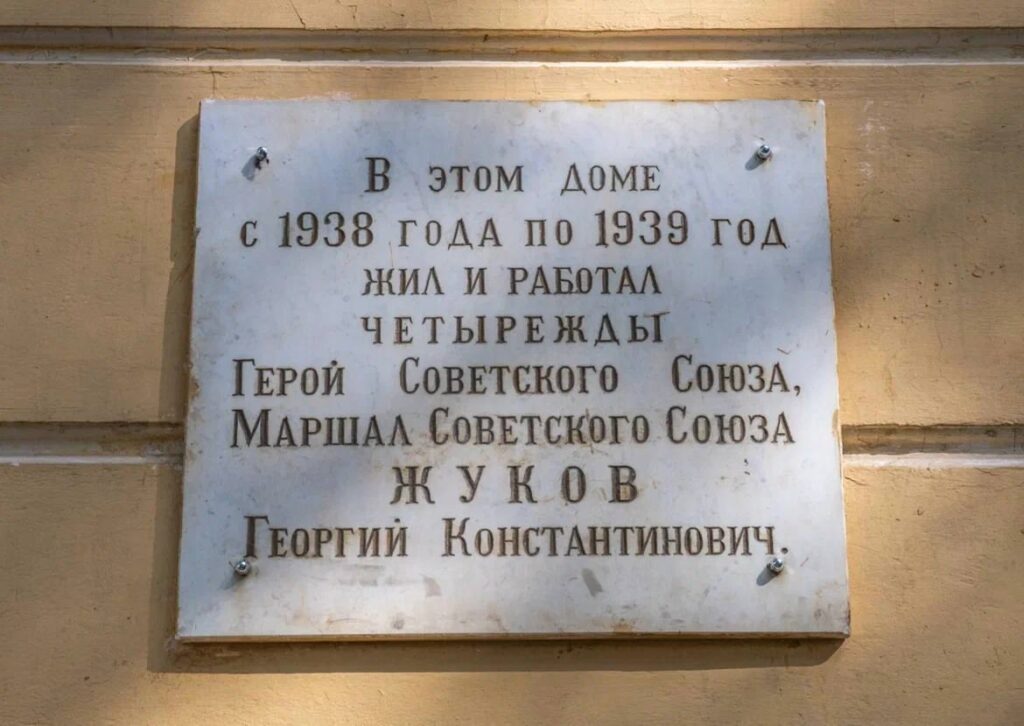 В этом доме
с 1938 года по 1939 год
жил и работал
четырежды
Герой Советского Союза,
Маршал Советского Союза
ЖУКОВ
Георгий Константинович.